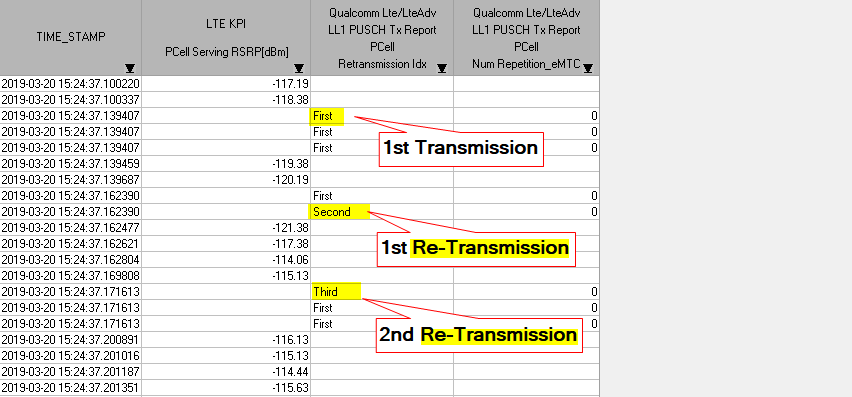 TIME_STAMP
LTE KPI
PCell Serving RSRP[dBm]
Qualcomm Lte/LteAdv
LL1 PUSCH Tx Report
PCell
Retransmission Idx
Qualcomm Lte/LteAdv
LL1 PUSCH Tx Report
PCell
Num Repetition_eMTC
2019-03-20 15:24:37.100220 -117.19
2019-03-20 15:24:37.100337 -118.38
2019-03-20 15:24:37.139407 First 0
2019-03-20 15:24:37.139407 First 0
2019-03-20 15:24:37.139407 First 0
1st Transmission
2019-03-20 15:24:37.139459 -119.38
2019-03-20 15:24:37.139687 -120.19
2019-03-20 15:24:37.162390 First 0
2019-03-20 15:24:37.162390 Second 0
2019-03-20 15:24:37.162477 -121.38
2019-03-20 15:24:37.162621 -117.38
1st Re-Transmission
2019-03-20 15:24:37.162804 -114.06
2019-03-20 15:24:37.169808 -115.13
2019-03-20 15:24:37.171613 Third 0
2019-03-20 15:24:37.171613 First 0
2019-03-20 15:24:37.171613 First 0
2nd Re-Transmission
2019-03-20 15:24:37.200891 -116.13
2019-03-20 15:24:37.201016 -115.13
2019-03-20 15:24:37.201187 -114.44
2019-03-20 15:24:37.201351 -115.63